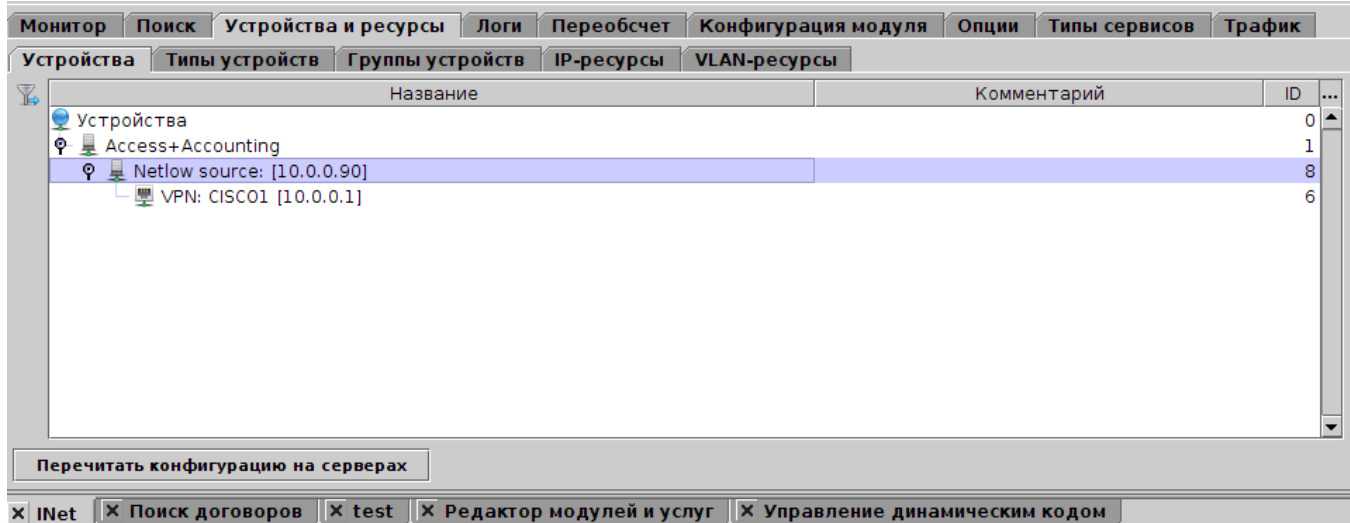 Монитор Поиск Устройства и ресурсы Логи Переобсчет Конфигурация модуля Опции Типы сервисов Трафик
Устройства Типы устройств Группы устройств IP-ресурсы VLAN-ресурсы
Название Комментарий ID ...
Устройства 0
Access+Accounting 1
Netlow source: [10.0.0.90] 8
VPN: CISCO1 [10.0.0.1] 6
Перечитать конфигурацию на серверах
INet Поиск договоров test Редактор модулей и услуг Управление динамическим кодом